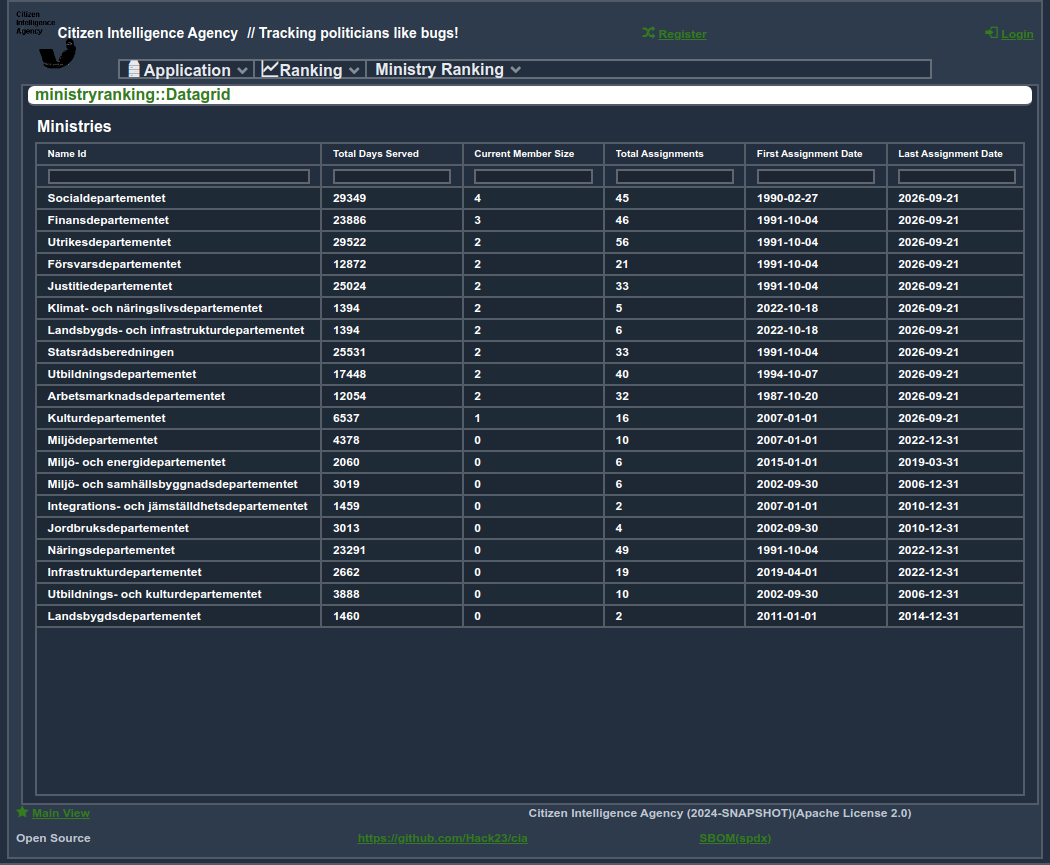 Citizen
Intelligence
Agency
Citizen Intelligence Agency // Tracking politicians like bugs!
Register
Login
Application
Ranking
Ministry Ranking
ministryranking::Datagrid
Ministries
Name Id Total Days Served Current Member Size Total Assignments First Assignment Date Last Assignment Date
Socialdepartementet 29349 4 45 1990-02-27 2026-09-21
Finansdepartementet 23886 3 46 1991-10-04 2026-09-21
Utrikesdepartementet 29522 2 56 1991-10-04 2026-09-21
Försvarsdepartementet 12872 2 21 1991-10-04 2026-09-21
Justitiedepartementet 25024 2 33 1991-10-04 2026-09-21
Klimat- och näringslivsdepartementet 1394 2 5 2022-10-18 2026-09-21
Landsbygds- och infrastrukturdepartementet 1394 2 6 2022-10-18 2026-09-21
Statsrådsberedningen 25531 2 33 1991-10-04 2026-09-21
Utbildningsdepartementet 17448 2 40 1994-10-07 2026-09-21
Arbetsmarknadsdepartementet 12054 2 32 1987-10-20 2026-09-21
Kulturdepartementet 6537 1 16 2007-01-01 2026-09-21
Miljödepartementet 4378 0 10 2007-01-01 2022-12-31
Miljö- och energidepartementet 2060 0 6 2015-01-01 2019-03-31
Miljö- och samhällsbyggnadsdepartementet 3019 0 6 2002-09-30 2006-12-31
Integrations- och jämställdhetsdepartementet 1459 0 2 2007-01-01 2010-12-31
Jordbruksdepartementet 3013 0 4 2002-09-30 2010-12-31
Näringsdepartementet 23291 0 49 1991-10-04 2022-12-31
Infrastrukturdepartementet 2662 0 19 2019-04-01 2022-12-31
Utbildnings- och kulturdepartementet 3888 0 10 2002-09-30 2006-12-31
Landsbygdsdepartementet 1460 0 2 2011-01-01 2014-12-31
Main View
Citizen Intelligence Agency (2024-SNAPSHOT)(Apache License 2.0)
Open Source
https://github.com/Hack23/cia
SBOM(spdx)